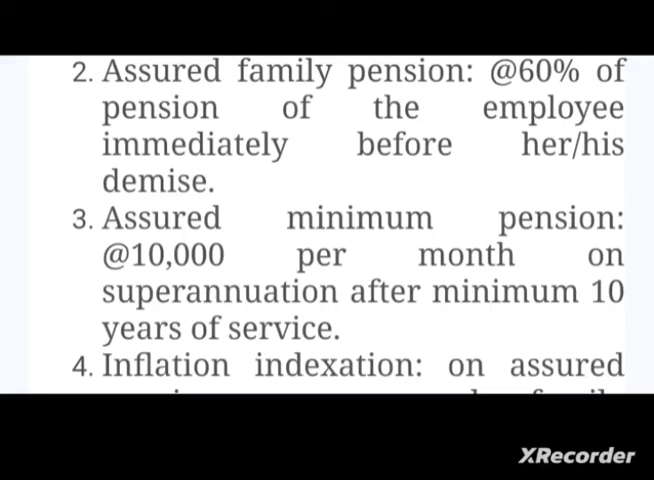 2. Assured family pension: @60% of
pension of the employee
immediately before her/his
demise.
3. Assured minimum pension:
@10,000 per month on
superannuation after minimum 10
years of service.
4. Inflation indexation: on assured
XRecorder